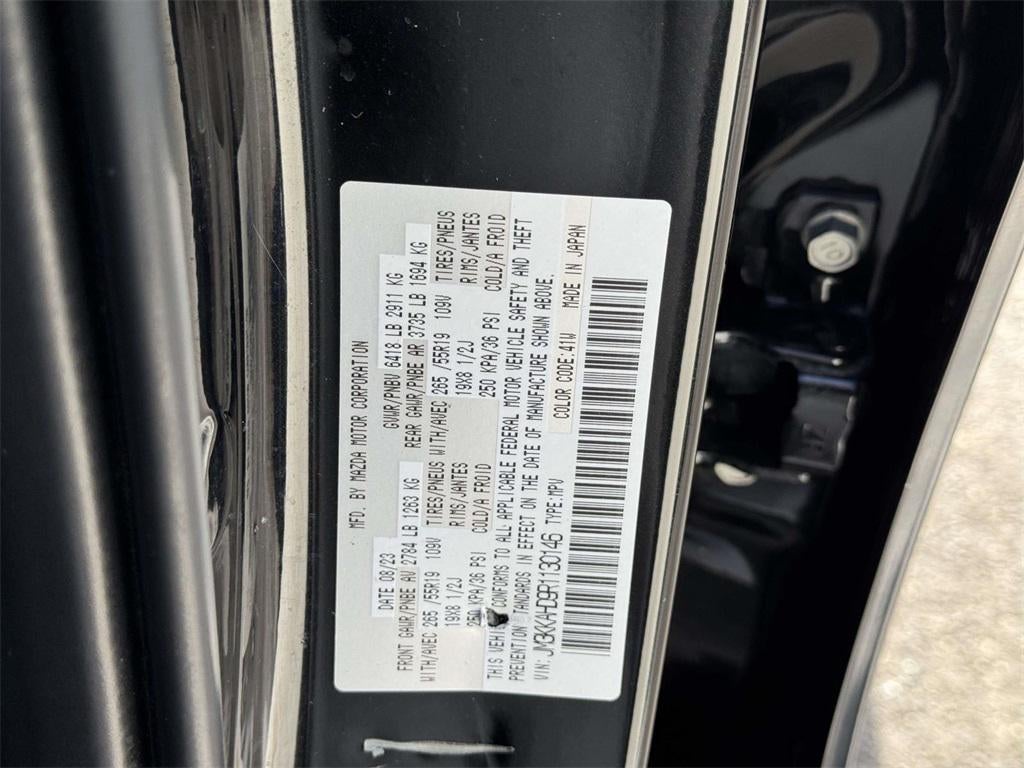 MFD. BY MAZDA MOTOR CORPORATION
DATE 08/23 GVWR/PNBV 6418 LB 2911 KG
FRONT GAWR/PNBE AV 2784 LB 1263 KG REAR GAWR/PNBE AR 3735 LB 1694 KG
WITH/AVEC 265 /55R19 109V TIRES/PNEUS WITH/AVEC 265 /55R19 109V TIRES/PNEUS
19X8 1/2J RIMS/JANTES 19X8 1/2J RIMS/JANTES
250 KPA/36 PSI COLD/A FROID 250 KPA/36 PSI COLD/A FROID
THIS VEHI CONFORMS TO ALL APPLICABLE FEDERAL MOTOR VEHICLE SAFETY AND THEFT
PREVENTION TANDARDS IN EFFECT ON THE DATE OF MANUFACTURE SHOWN ABOVE.
VIN: JM3KKAHD9R1130146 TYPE:MPV COLOR CODE:41W MADE IN JAPAN
10